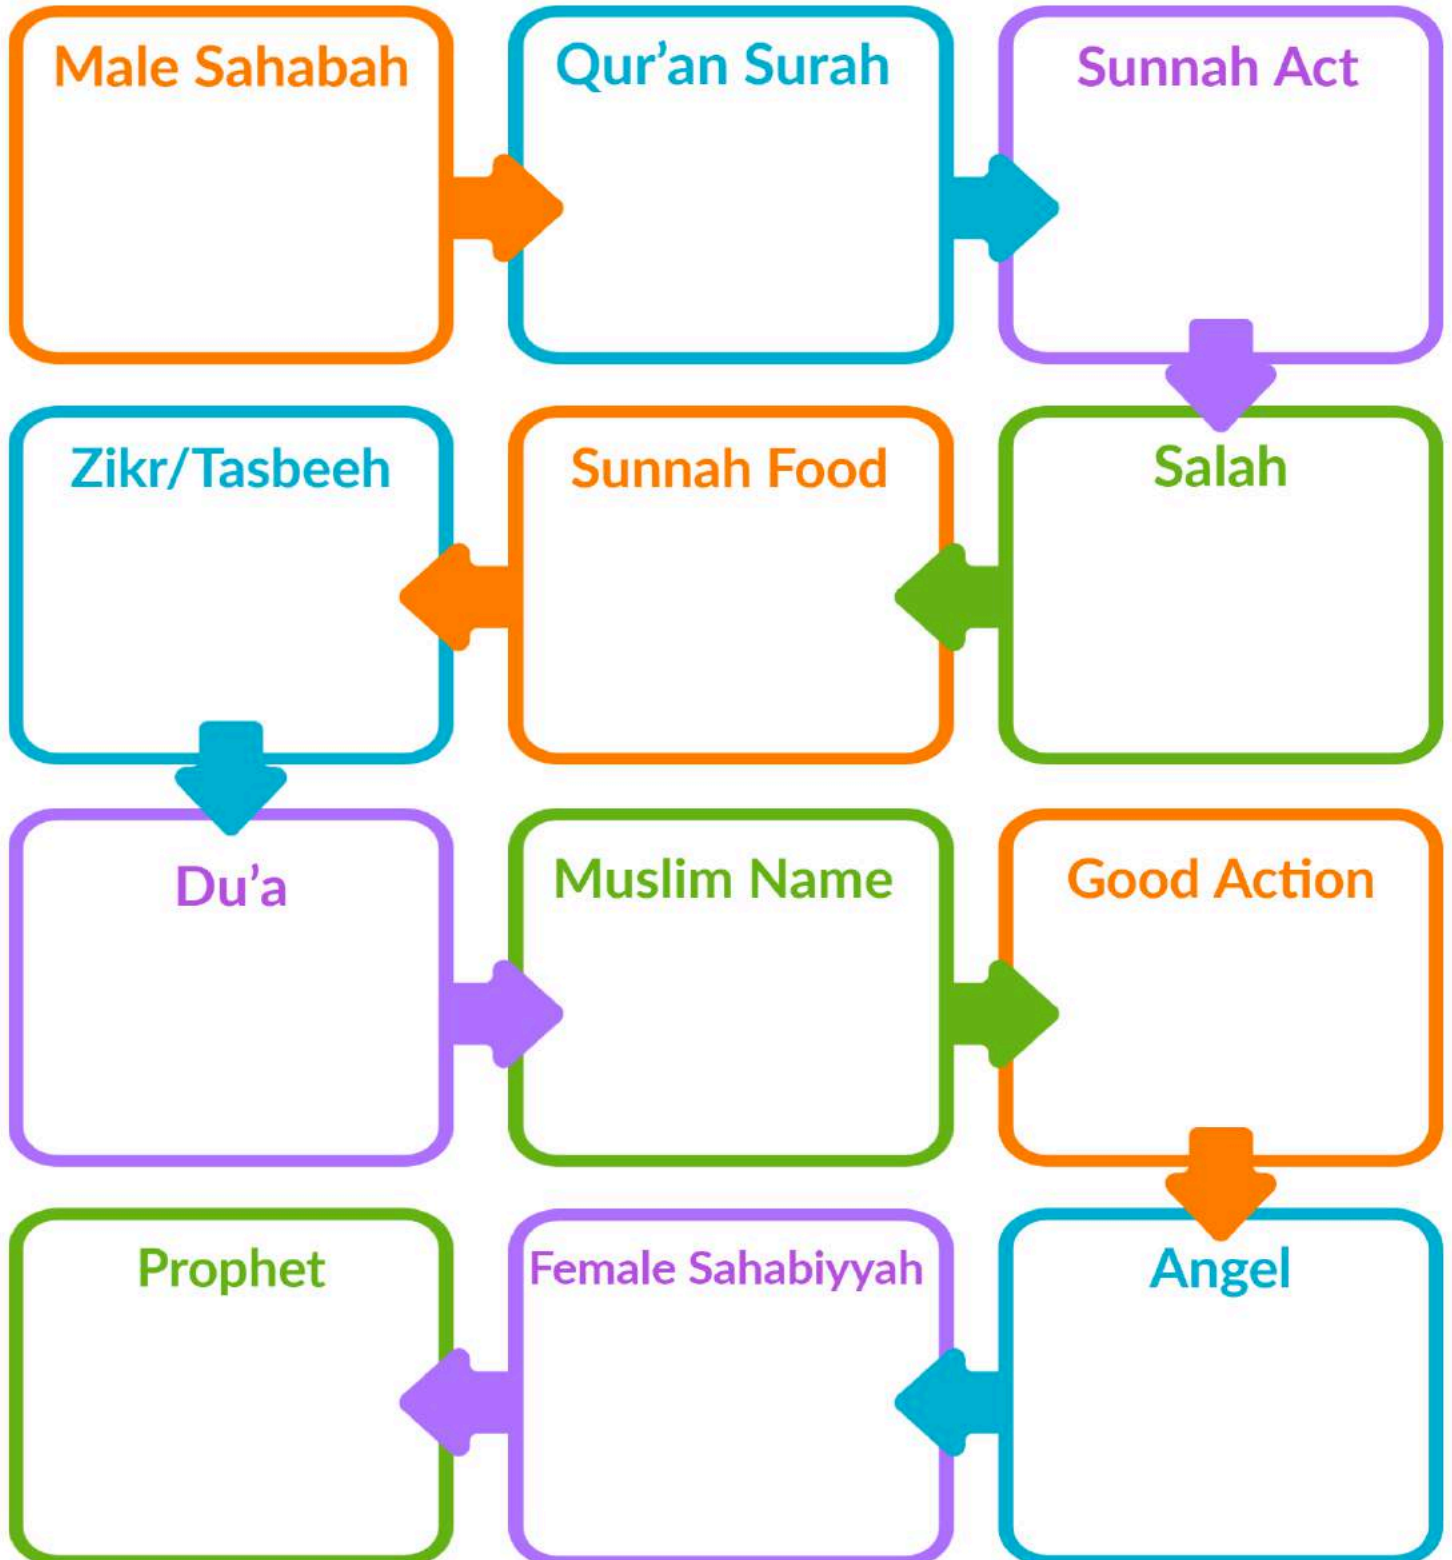 Male Sahabah
Qur’an Surah
Sunnah Act
Zikr/Tasbeeh
Sunnah Food
Salah
Du’a
Muslim Name
Good Action
Prophet
Female Sahabiyyah
Angel